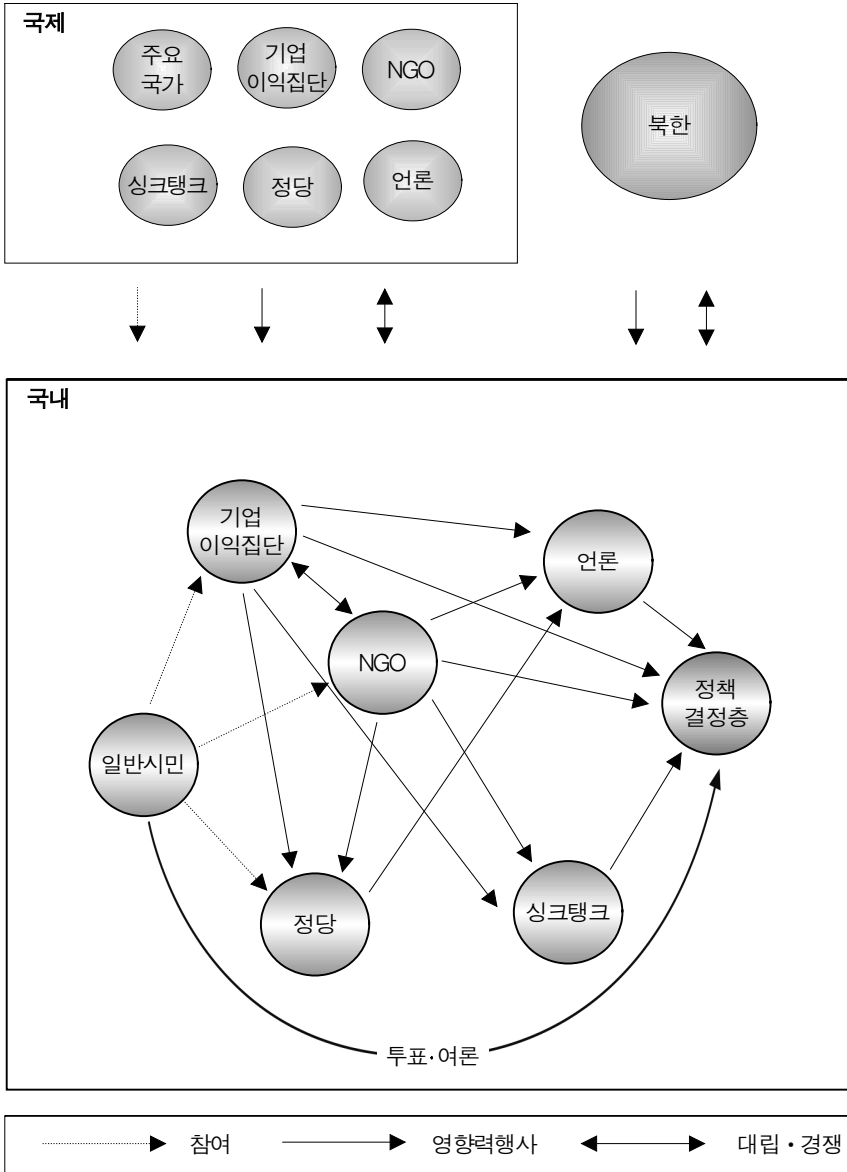 국제
주요
국가
기업
이익집단
NGO
북한
싱크탱크
정당
언론
국내
기업
이익집단
언론
NGO
정책
결정층
일반시민
정당
싱크탱크
투표·여론
참여
영향력행사
대립·경쟁